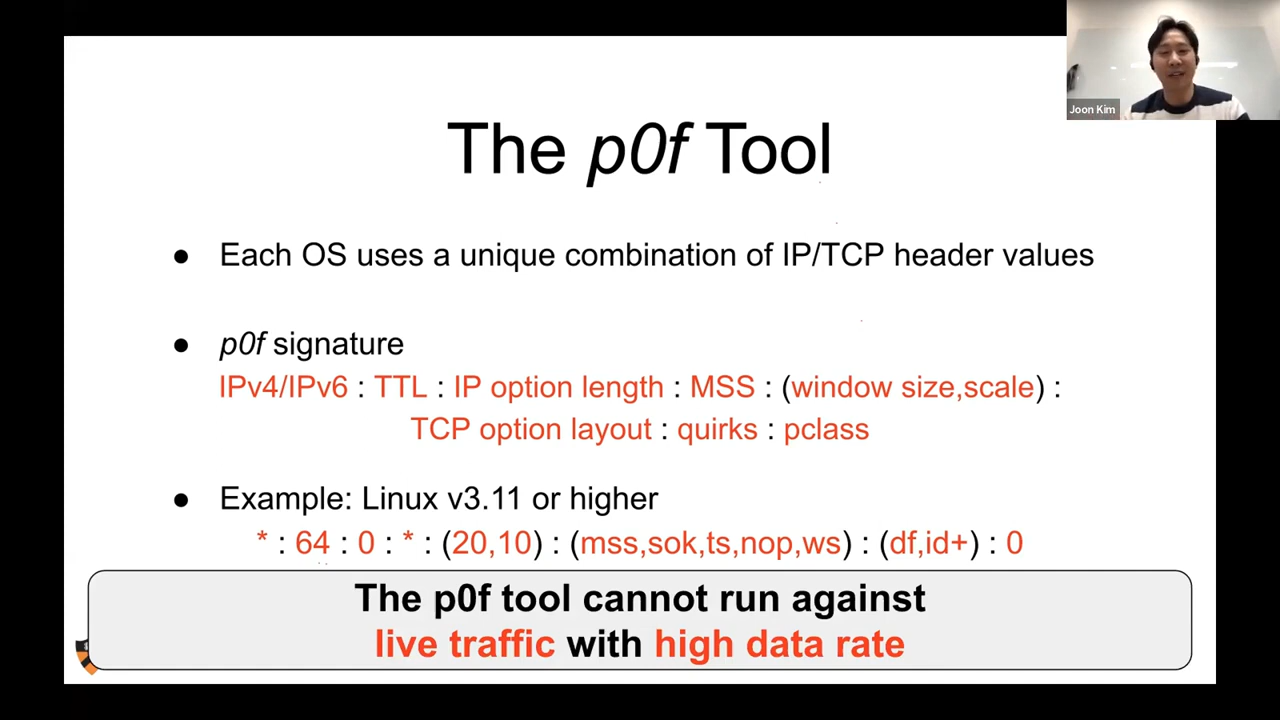 Joon Kim
The p0f Tool
● Each OS uses a unique combination of IP/TCP header values
● p0f signature
IPv4/IPv6 : TTL : IP option length : MSS : (window size,scale) :
TCP option layout : quirks : pclass
● Example: Linux v3.11 or higher
* : 64 : 0 : * : (20,10) : (mss,sok,ts,nop,ws) : (df,id+) : 0
The p0f tool cannot run against
live traffic with high data rate